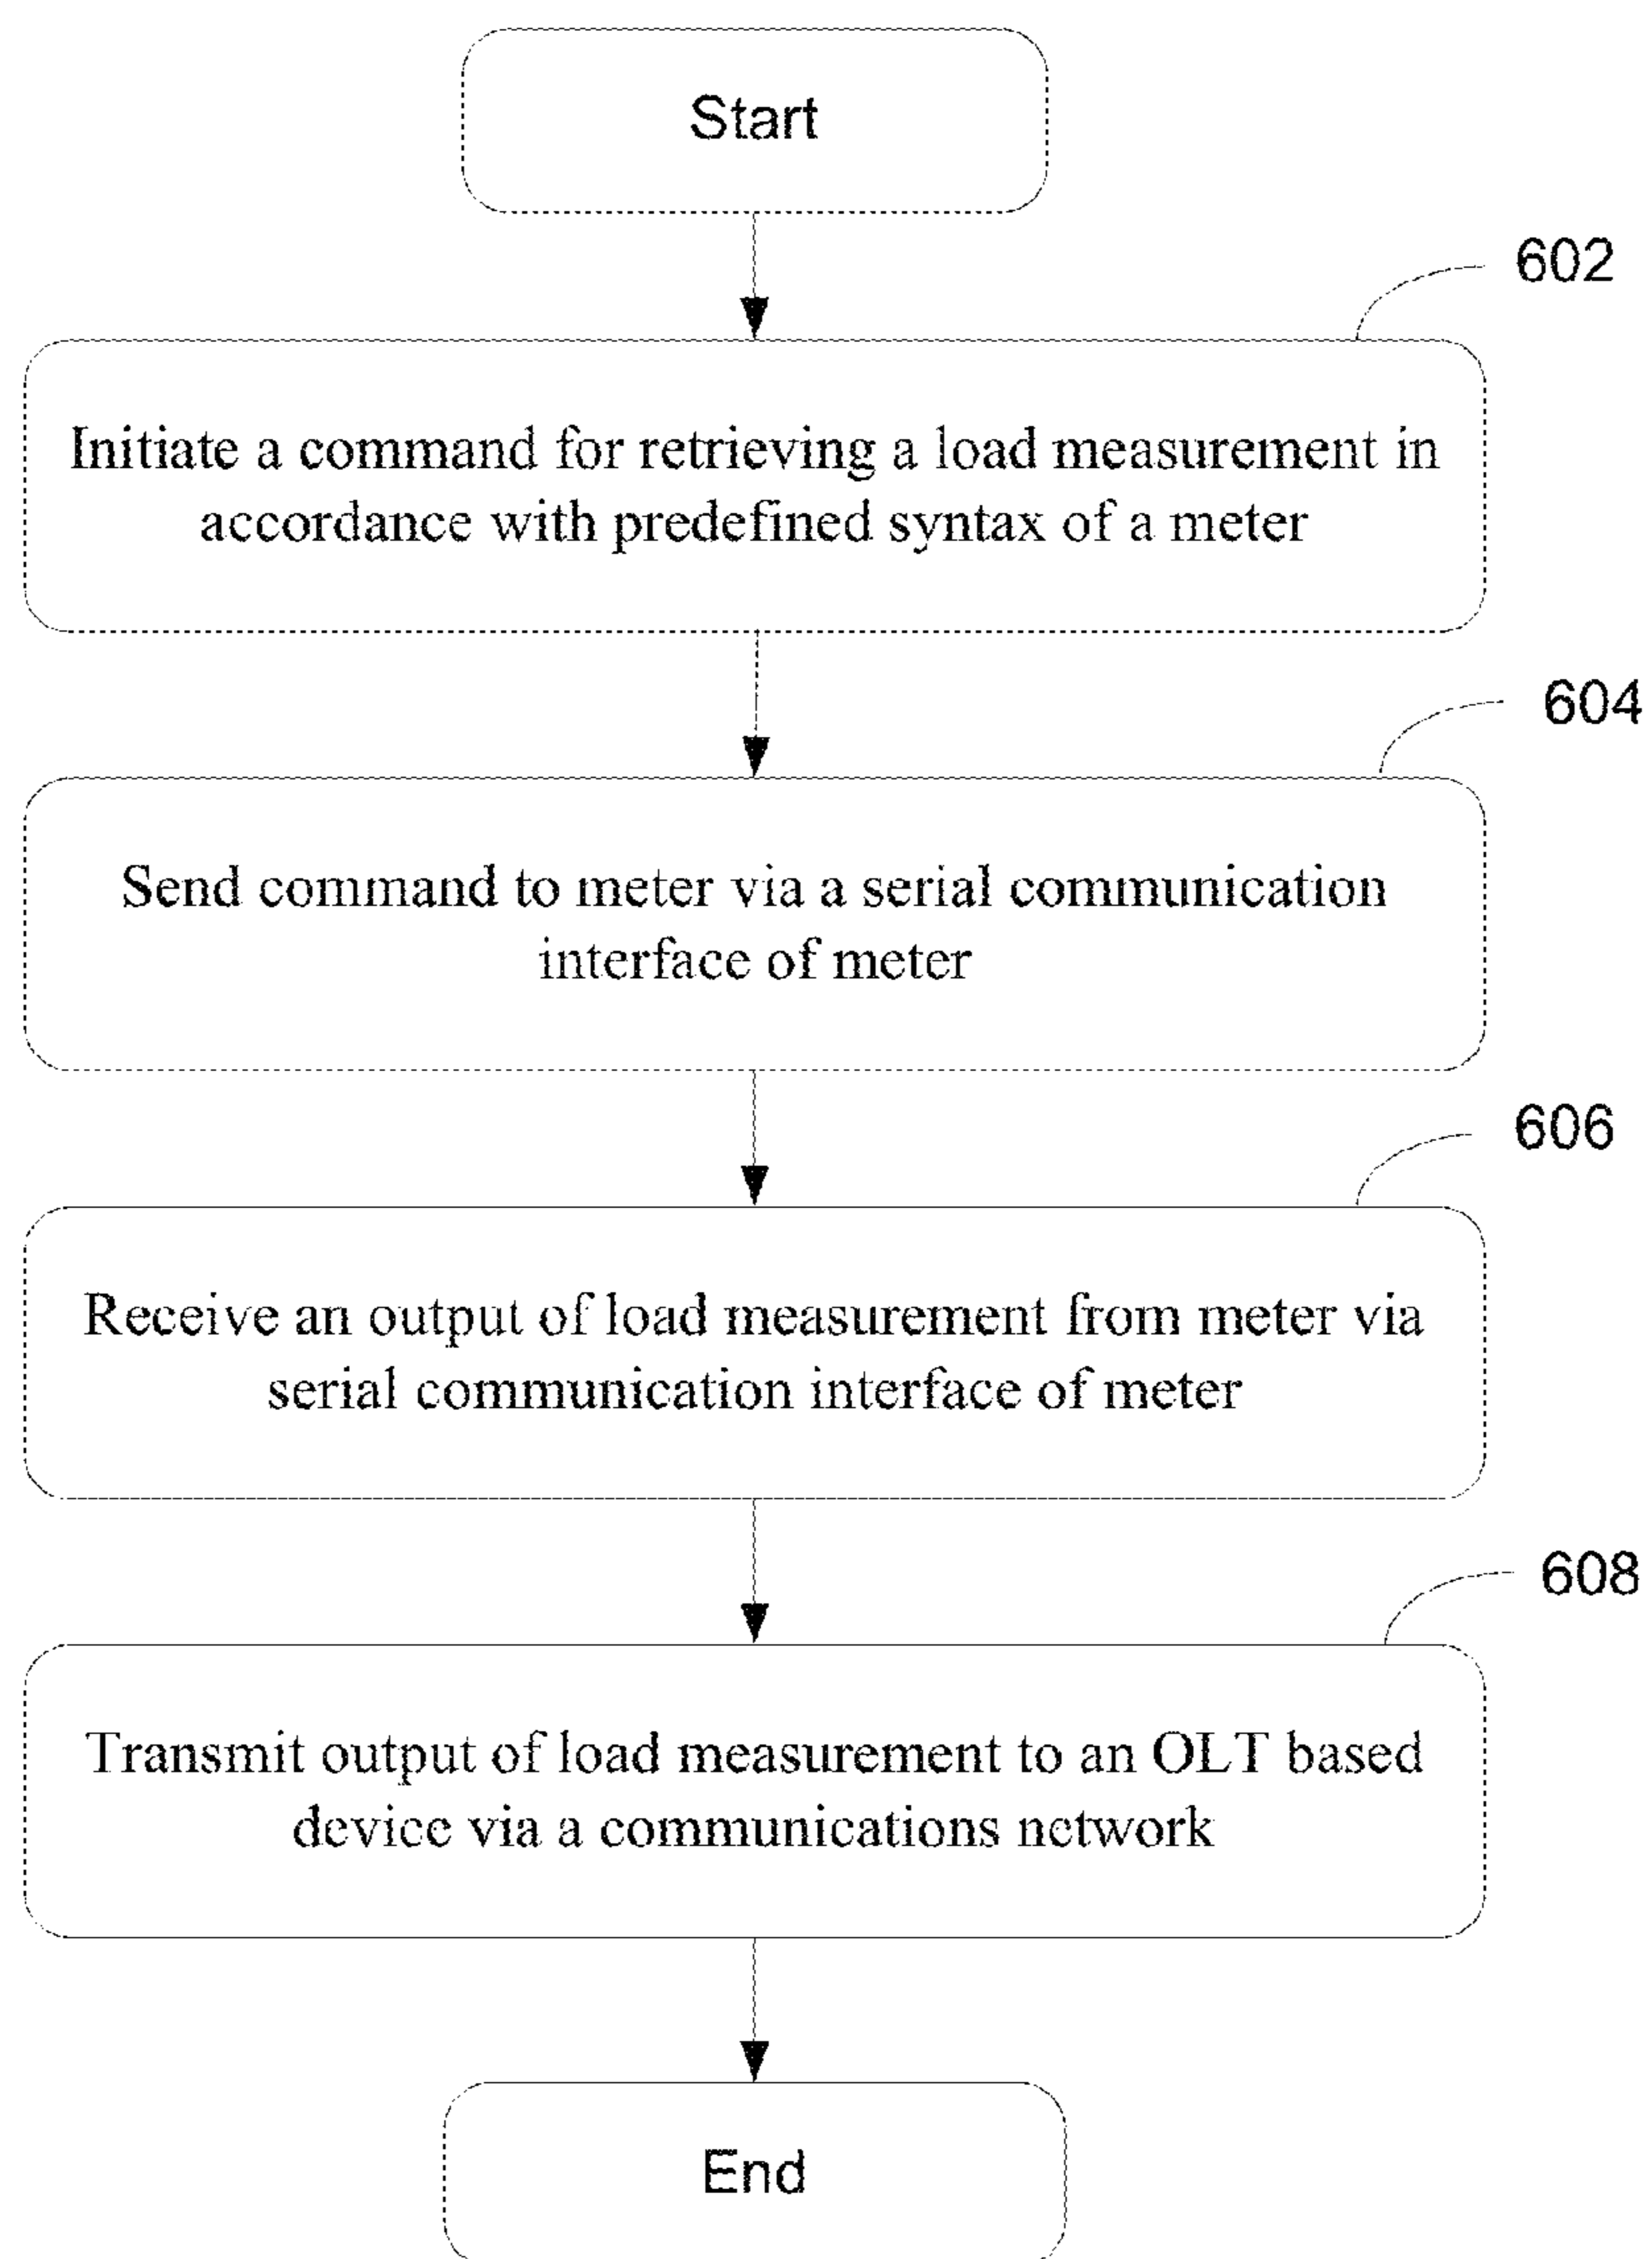 Start
602
Initiate a command for retrieving a load measurement in
accordance with predefined syntax of a meter
604
Send command to meter via a serial communication
interface of meter
606
Receive an output of load measurement from meter via
serial communication interface of meter
608
Transmit output of load measurement to an OLT based
device via a communications network
End